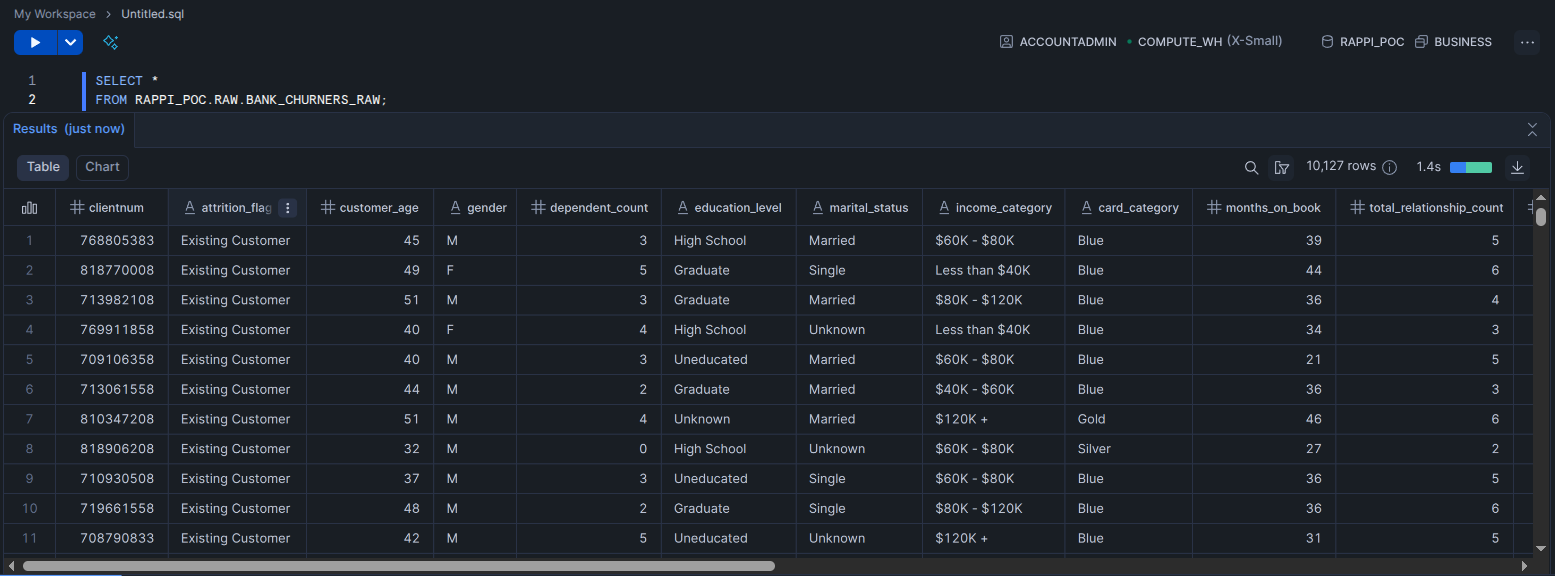 My Workspace > Untitled.sql
ACCOUNTADMIN • COMPUTE_WH (X-Small) RAPPI_POC BUSINESS ...
1 SELECT *
2 FROM RAPPI_POC.RAW.BANK_CHURNERS_RAW;
Results (just now)
Table Chart 10,127 rows 1.4s
# clientnum A attrition_flag # customer_age A gender # dependent_count A education_level A marital_status A income_category A card_category # months_on_book # total_relationship_count
1 768805383 Existing Customer 45 M 3 High School Married $60K - $80K Blue 39 5
2 818770008 Existing Customer 49 F 5 Graduate Single Less than $40K Blue 44 6
3 713982108 Existing Customer 51 M 3 Graduate Married $80K - $120K Blue 36 4
4 769911858 Existing Customer 40 F 4 High School Unknown Less than $40K Blue 34 3
5 709106358 Existing Customer 40 M 3 Uneducated Married $60K - $80K Blue 21 5
6 713061558 Existing Customer 44 M 2 Graduate Married $40K - $60K Blue 36 3
7 810347208 Existing Customer 51 M 4 Unknown Married $120K + Gold 46 6
8 818906208 Existing Customer 32 M 0 High School Unknown $60K - $80K Silver 27 2
9 710930508 Existing Customer 37 M 3 Uneducated Single $60K - $80K Blue 36 5
10 719661558 Existing Customer 48 M 2 Graduate Single $80K - $120K Blue 36 6
11 708790833 Existing Customer 42 M 5 Uneducated Unknown $120K + Blue 31 5